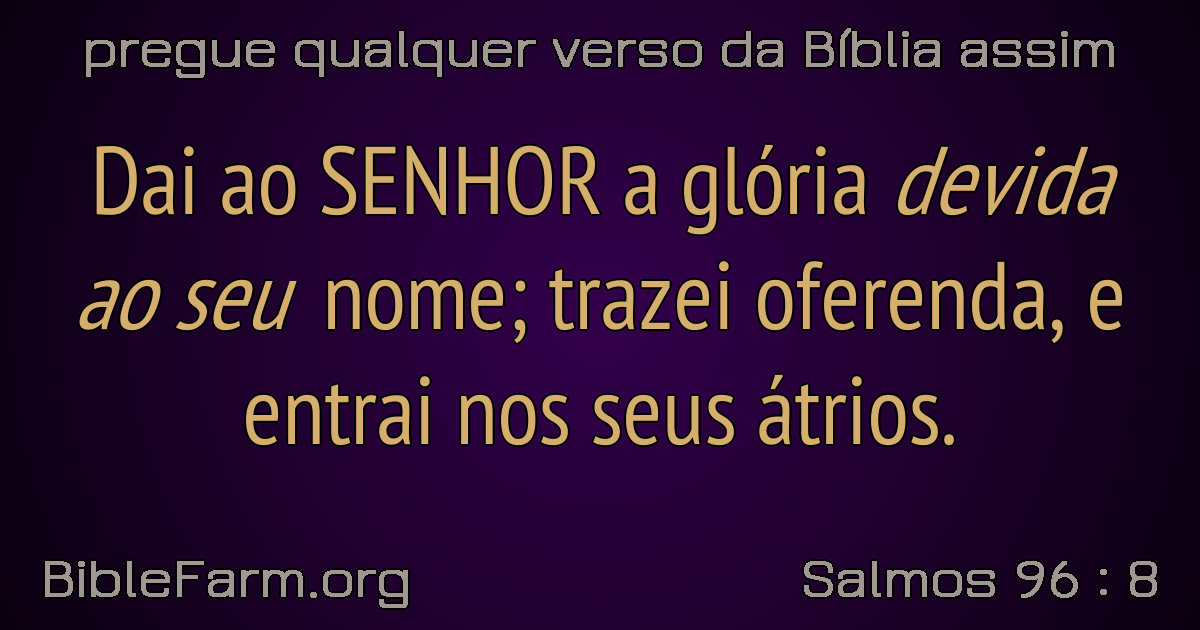 pregue qualquer verso da Bíblia assim
Dai ao SENHOR a glória devida
ao seu nome; trazei oferenda, e
entrai nos seus átrios.
BibleFarm.org
Salmos 96 : 8